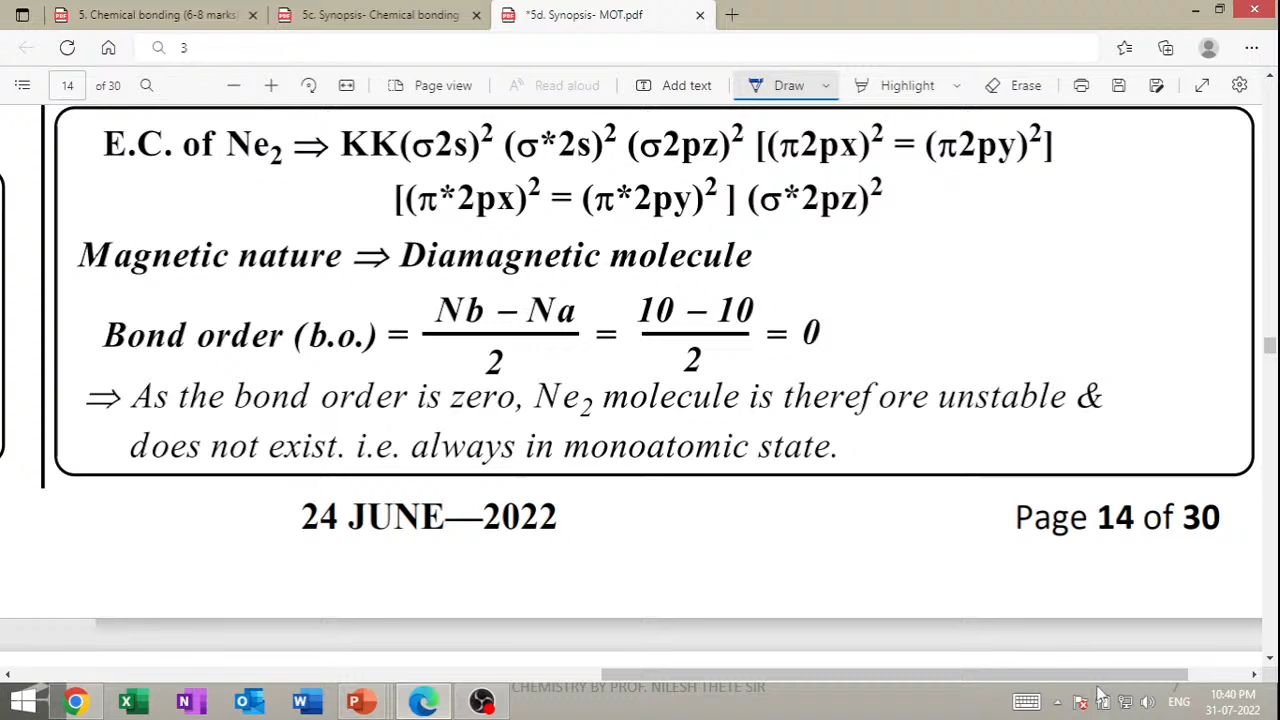 5. Chemical bonding (6-8 marks
5c. Synopsis- Chemical bonding
*5d. Synopsis- MOT.pdf
3
14 of 30
Page view
Read aloud
Add text
Draw
Highlight
Erase
E.C. of Ne₂ ⇒ KK(σ2s)² (σ*2s)² (σ2pz)² [(π2px)² = (π2py)²]
[(π*2px)² = (π*2py)² ] (σ*2pz)²
Magnetic nature ⇒ Diamagnetic molecule
Bond order (b.o.) = Nb – Na / 2 = 10 – 10 / 2 = 0
⇒ As the bond order is zero, Ne₂ molecule is therefore unstable &
does not exist. i.e. always in monoatomic state.
24 JUNE—2022
Page 14 of 30
CHEMISTRY BY PROF. NILESH THETE SIR
7
ENG
10:40 PM
31-07-2022